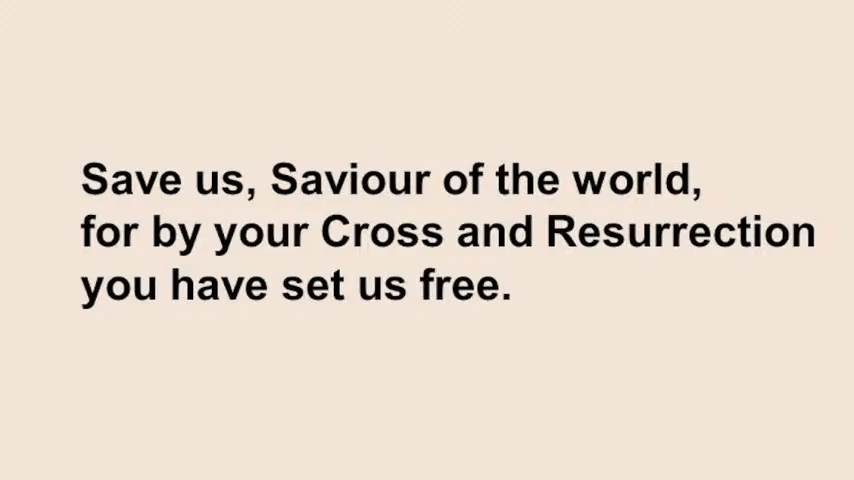 Save us, Saviour of the world,
for by your Cross and Resurrection
you have set us free.